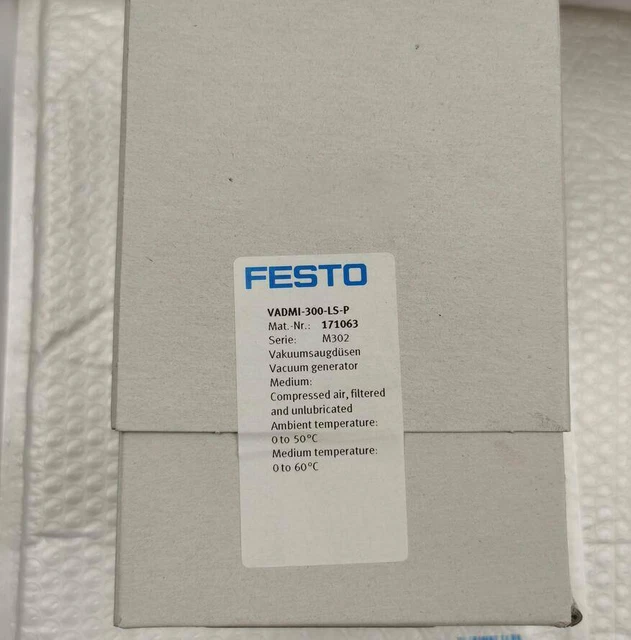 FESTO
VADMI-300-LS-P
Mat.-Nr.: 171063
Serie: M302
Vakuumsaugdüsen
Vacuum generator
Medium:
Compressed air, filtered
and unlubricated
Ambient temperature:
0 to 50°C
Medium temperature:
0 to 60°C